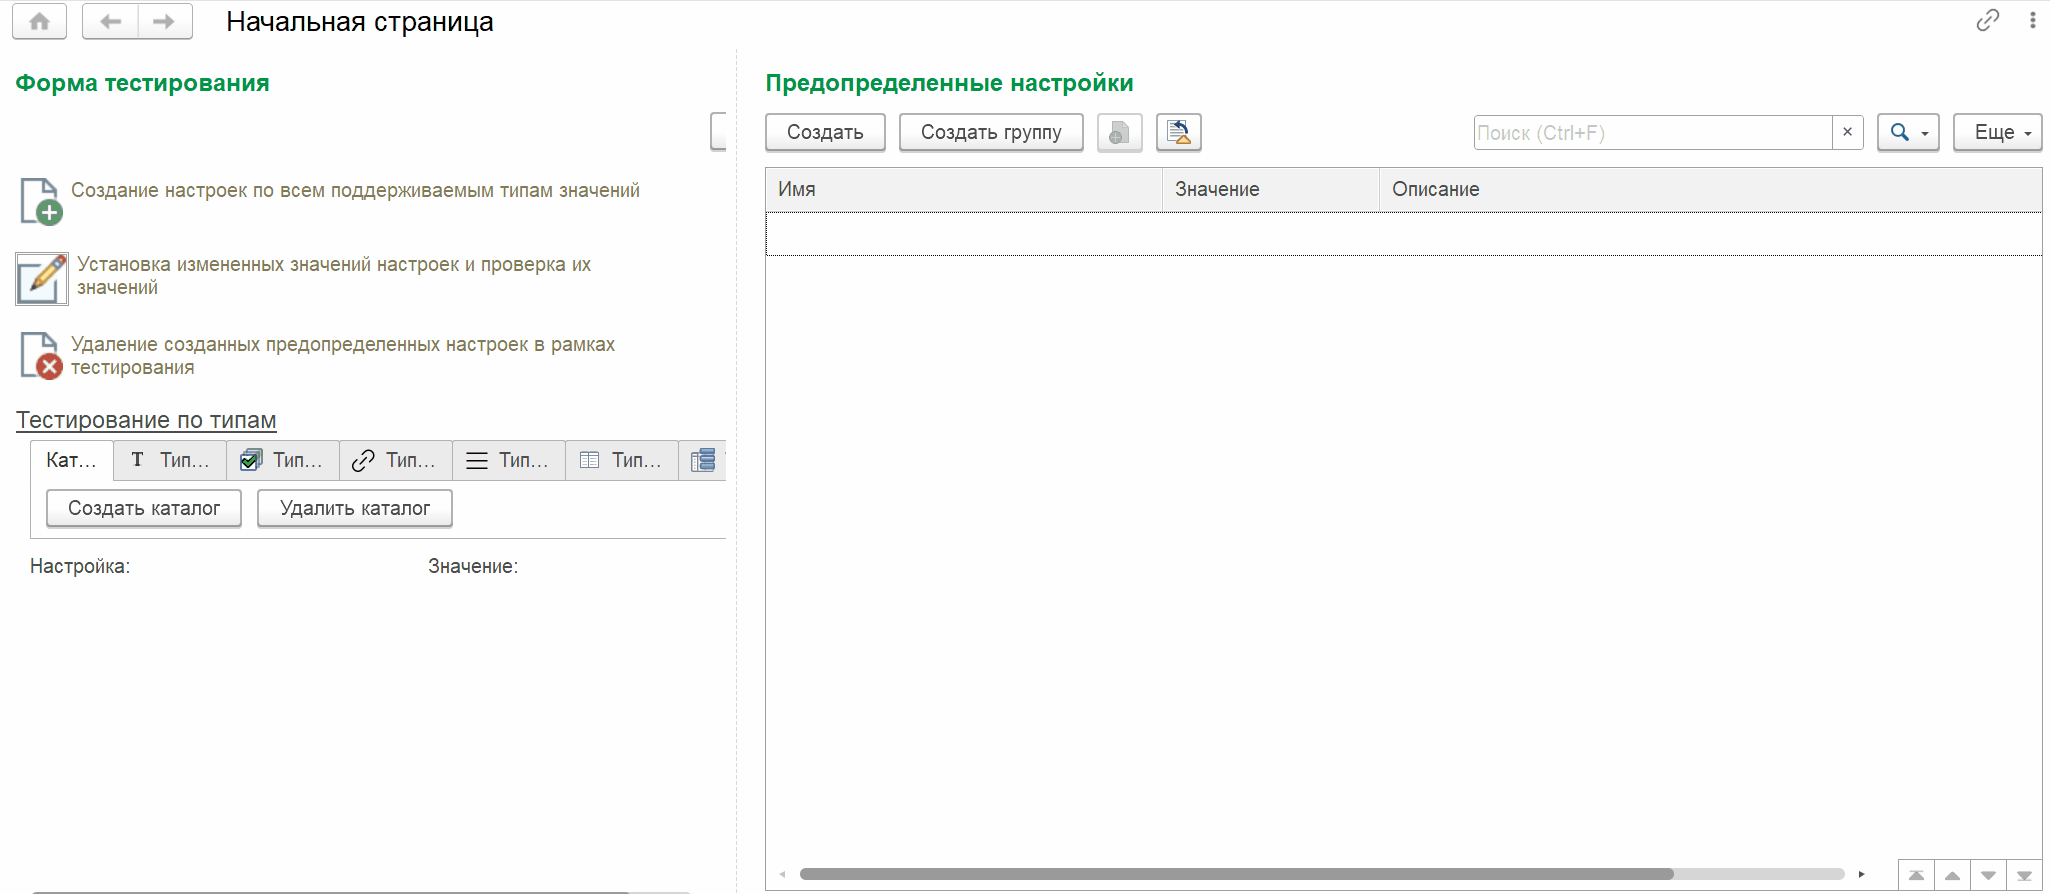 Начальная страница
Форма тестирования
Создание настроек по всем поддерживаемым типам значений
Установка измененных значений настроек и проверка их
значений
Удаление созданных предопределенных настроек в рамках
тестирования
Тестирование по типам
Кат... T Тип... Тип... Тип... Тип... Тип...
Создать каталог Удалить каталог
Настройка: Значение:
Предопределенные настройки
Создать Создать группу Поиск (Ctrl+F) × Еще
Имя Значение Описание